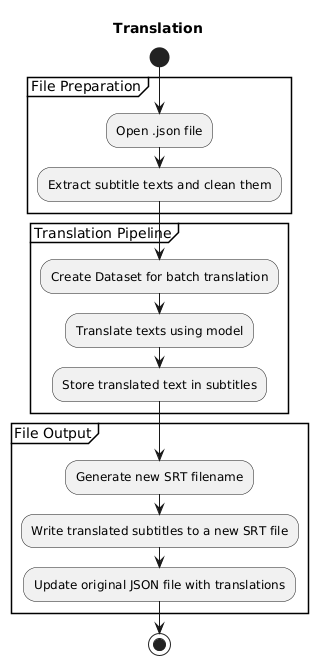 Translation
File Preparation
Open .json file
Extract subtitle texts and clean them
Translation Pipeline
Create Dataset for batch translation
Translate texts using model
Store translated text in subtitles
File Output
Generate new SRT filename
Write translated subtitles to a new SRT file
Update original JSON file with translations